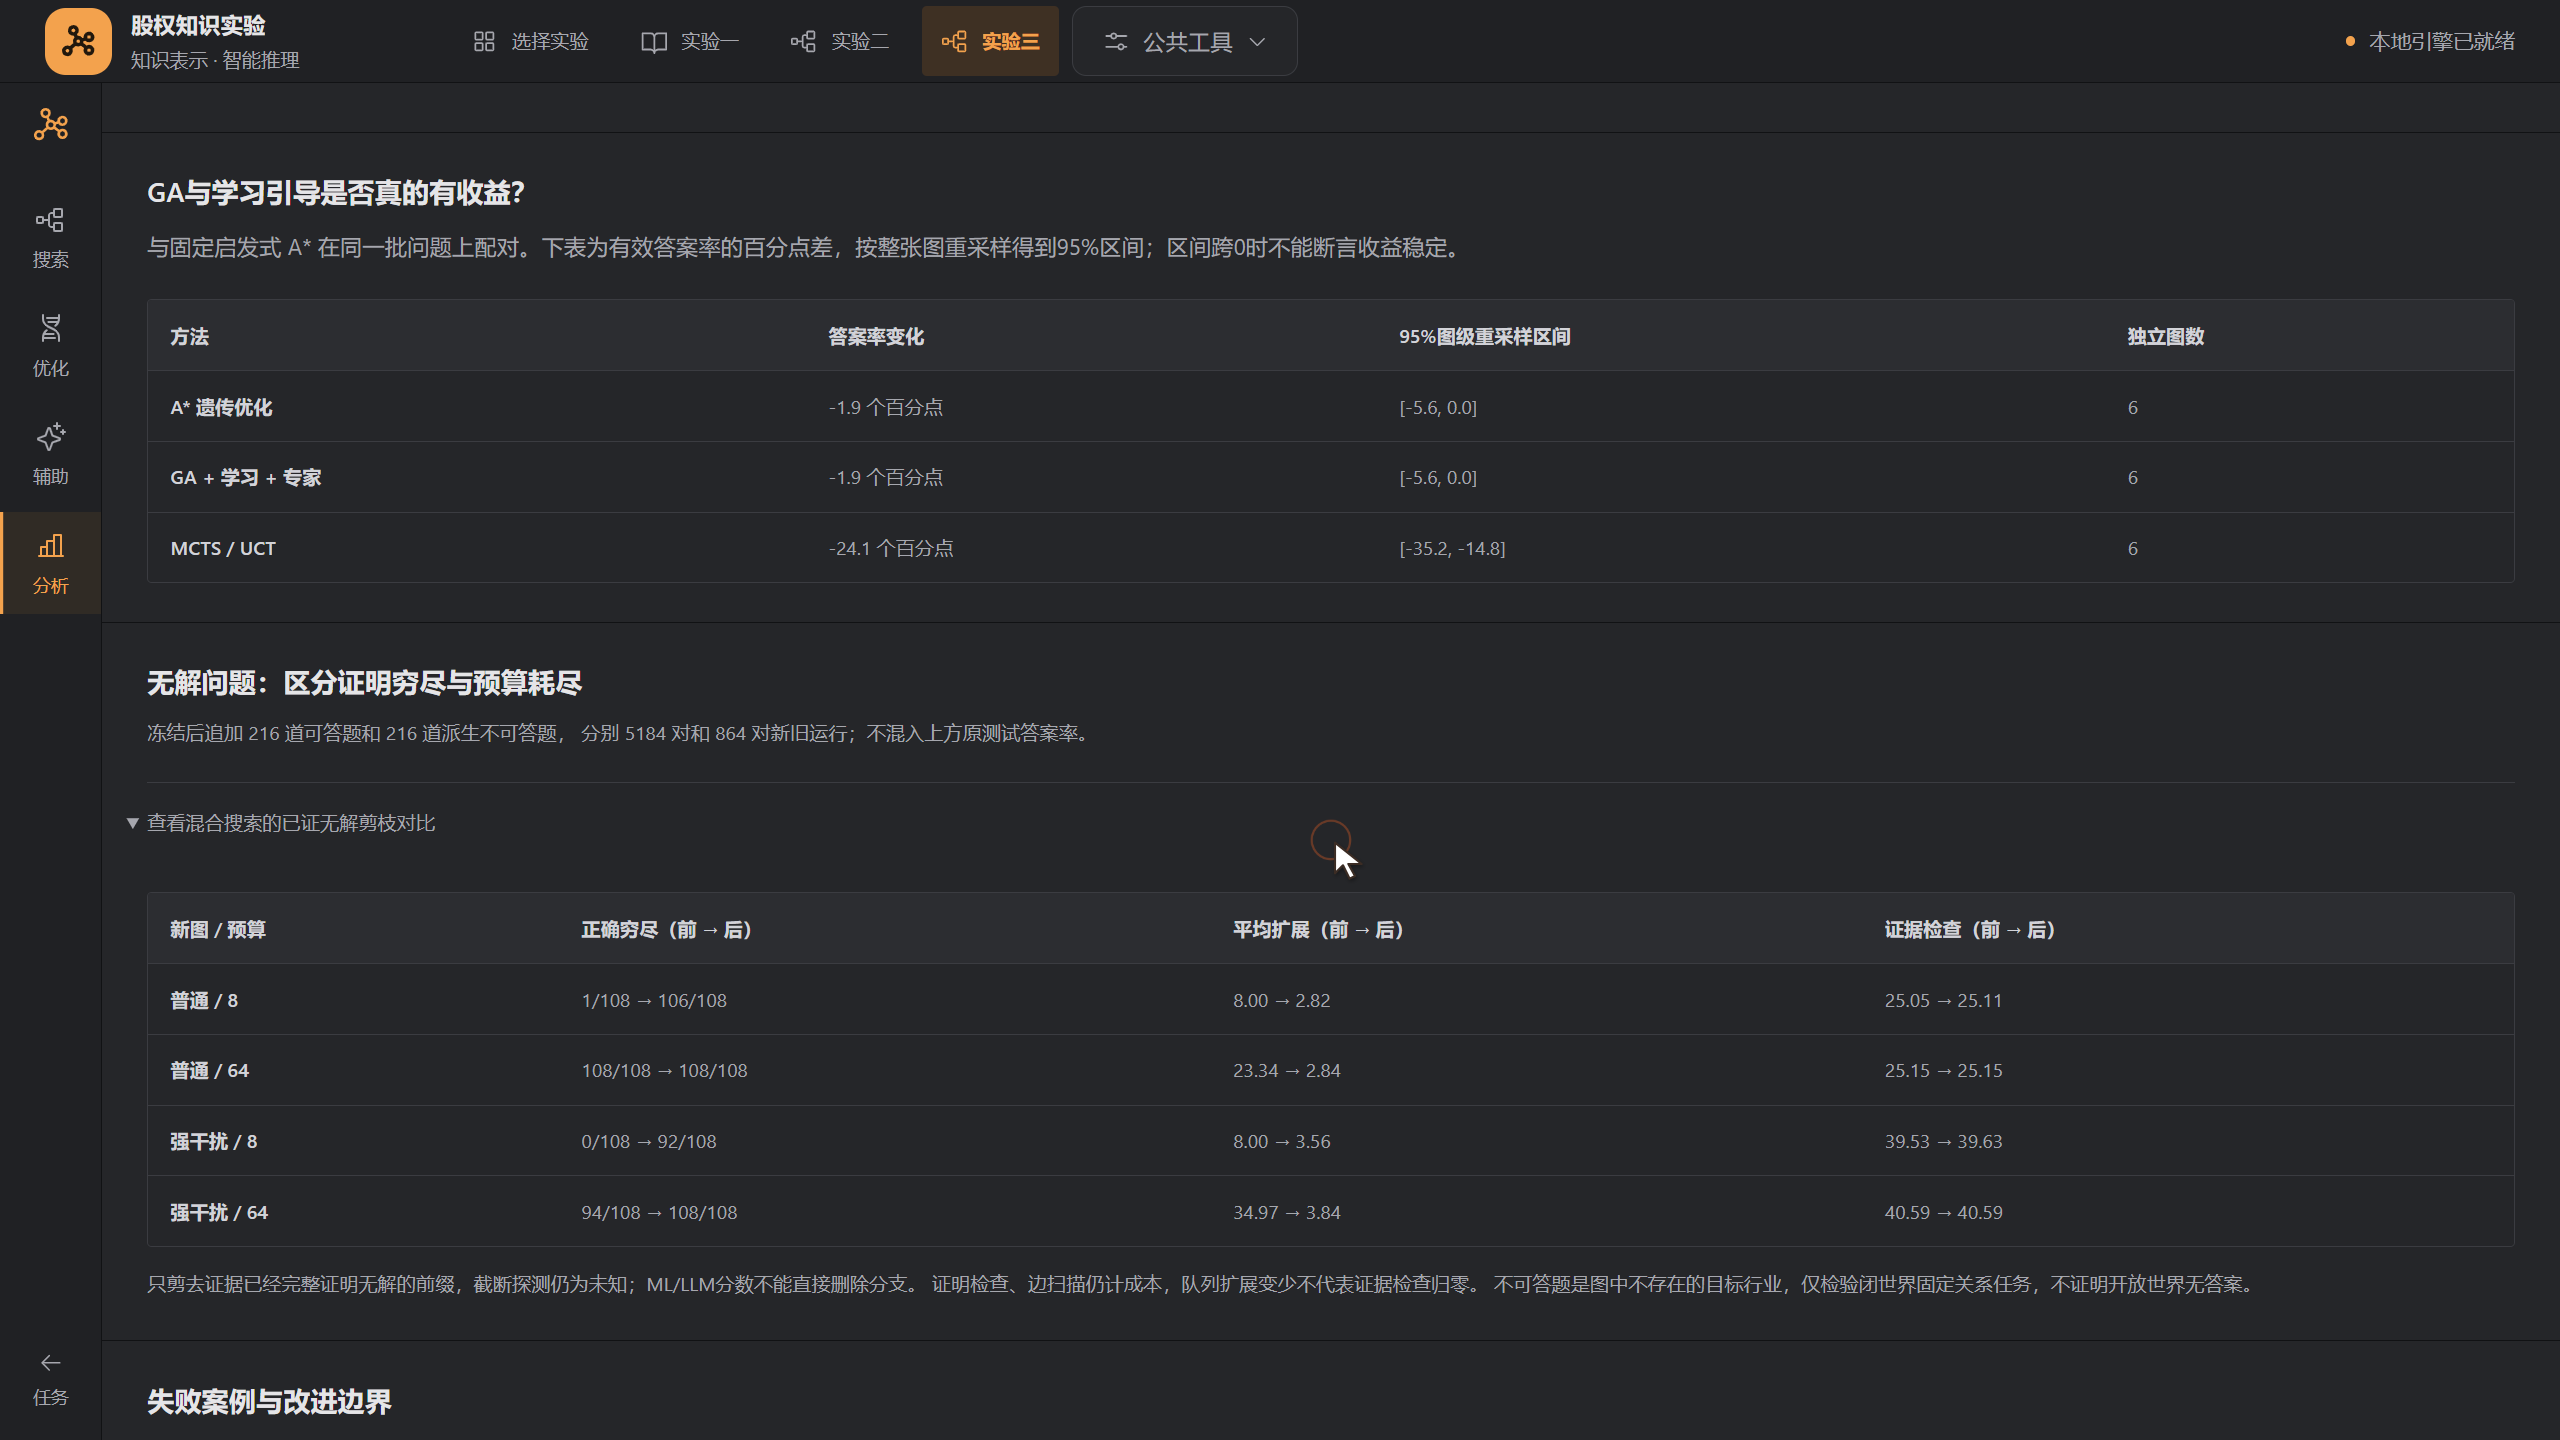 股权知识实验
知识表示 · 智能推理
选择实验
实验一
实验二
实验三
公共工具
本地引擎已就绪
搜索
优化
辅助
分析
任务
GA与学习引导是否真的有收益？
与固定启发式 A* 在同一批问题上配对。下表为有效答案率的百分点差，按整张图重采样得到95%区间；区间跨0时不能断言收益稳定。
方法 答案率变化 95%图级重采样区间 独立图数
A* 遗传优化 -1.9 个百分点 [-5.6, 0.0] 6
GA + 学习 + 专家 -1.9 个百分点 [-5.6, 0.0] 6
MCTS / UCT -24.1 个百分点 [-35.2, -14.8] 6
无解问题：区分证明穷尽与预算耗尽
冻结后追加 216 道可答题和 216 道派生不可答题， 分别 5184 对和 864 对新旧运行；不混入上方原测试答案率。
▼ 查看混合搜索的已证无解剪枝对比
新图 / 预算 正确穷尽（前 → 后） 平均扩展（前 → 后） 证据检查（前 → 后）
普通 / 8 1/108 → 106/108 8.00 → 2.82 25.05 → 25.11
普通 / 64 108/108 → 108/108 23.34 → 2.84 25.15 → 25.15
强干扰 / 8 0/108 → 92/108 8.00 → 3.56 39.53 → 39.63
强干扰 / 64 94/108 → 108/108 34.97 → 3.84 40.59 → 40.59
只剪去证据已经完整证明无解的前缀，截断探测仍为未知；ML/LLM分数不能直接删除分支。 证明检查、边扫描仍计成本，队列扩展变少不代表证据检查归零。 不可答题是图中不存在的目标行业，仅检验闭世界固定关系任务，不证明开放世界无答案。
失败案例与改进边界